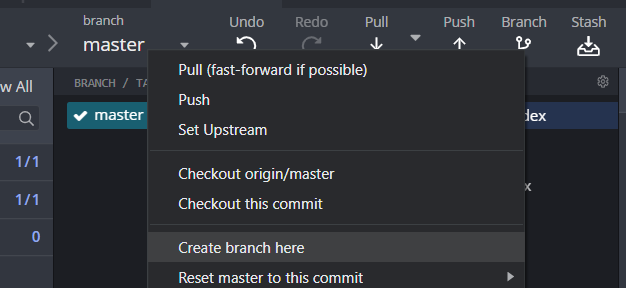 branch
master
Undo
Redo
Pull
Push
Branch
Stash
w All
BRANCH / TA
master
dex
x
1/1
1/1
0
Pull (fast-forward if possible)
Push
Set Upstream
Checkout origin/master
Checkout this commit
Create branch here
Reset master to this commit